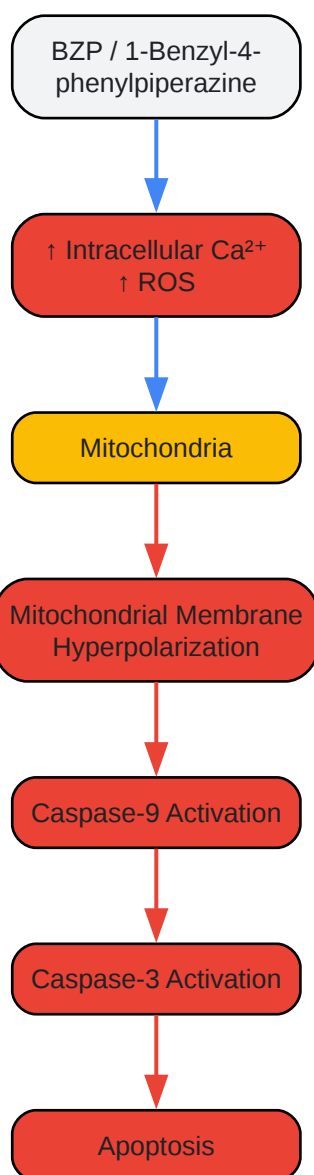 BZP / 1-Benzyl-4-
phenylpiperazine
↑ Intracellular Ca²⁺
↑ ROS
Mitochondria
Mitochondrial Membrane
Hyperpolarization
Caspase-9 Activation
Caspase-3 Activation
Apoptosis